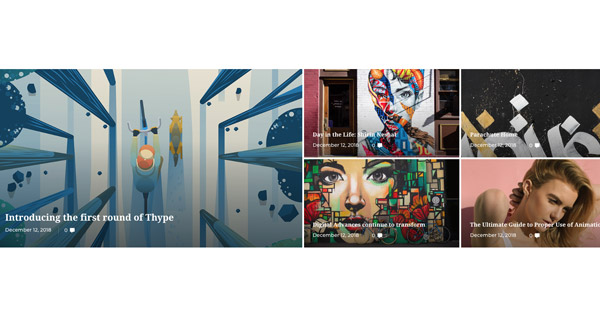 Introducing the first round of Thype
December 12, 2018 0
Day in the Life: Shirin Neshat
December 12, 2018 0
Parachute Home
December 12, 2018 0
Digital Advances continue to transform
December 12, 2018 0
The Ultimate Guide to Proper Use of Animatio
December 12, 2018 0